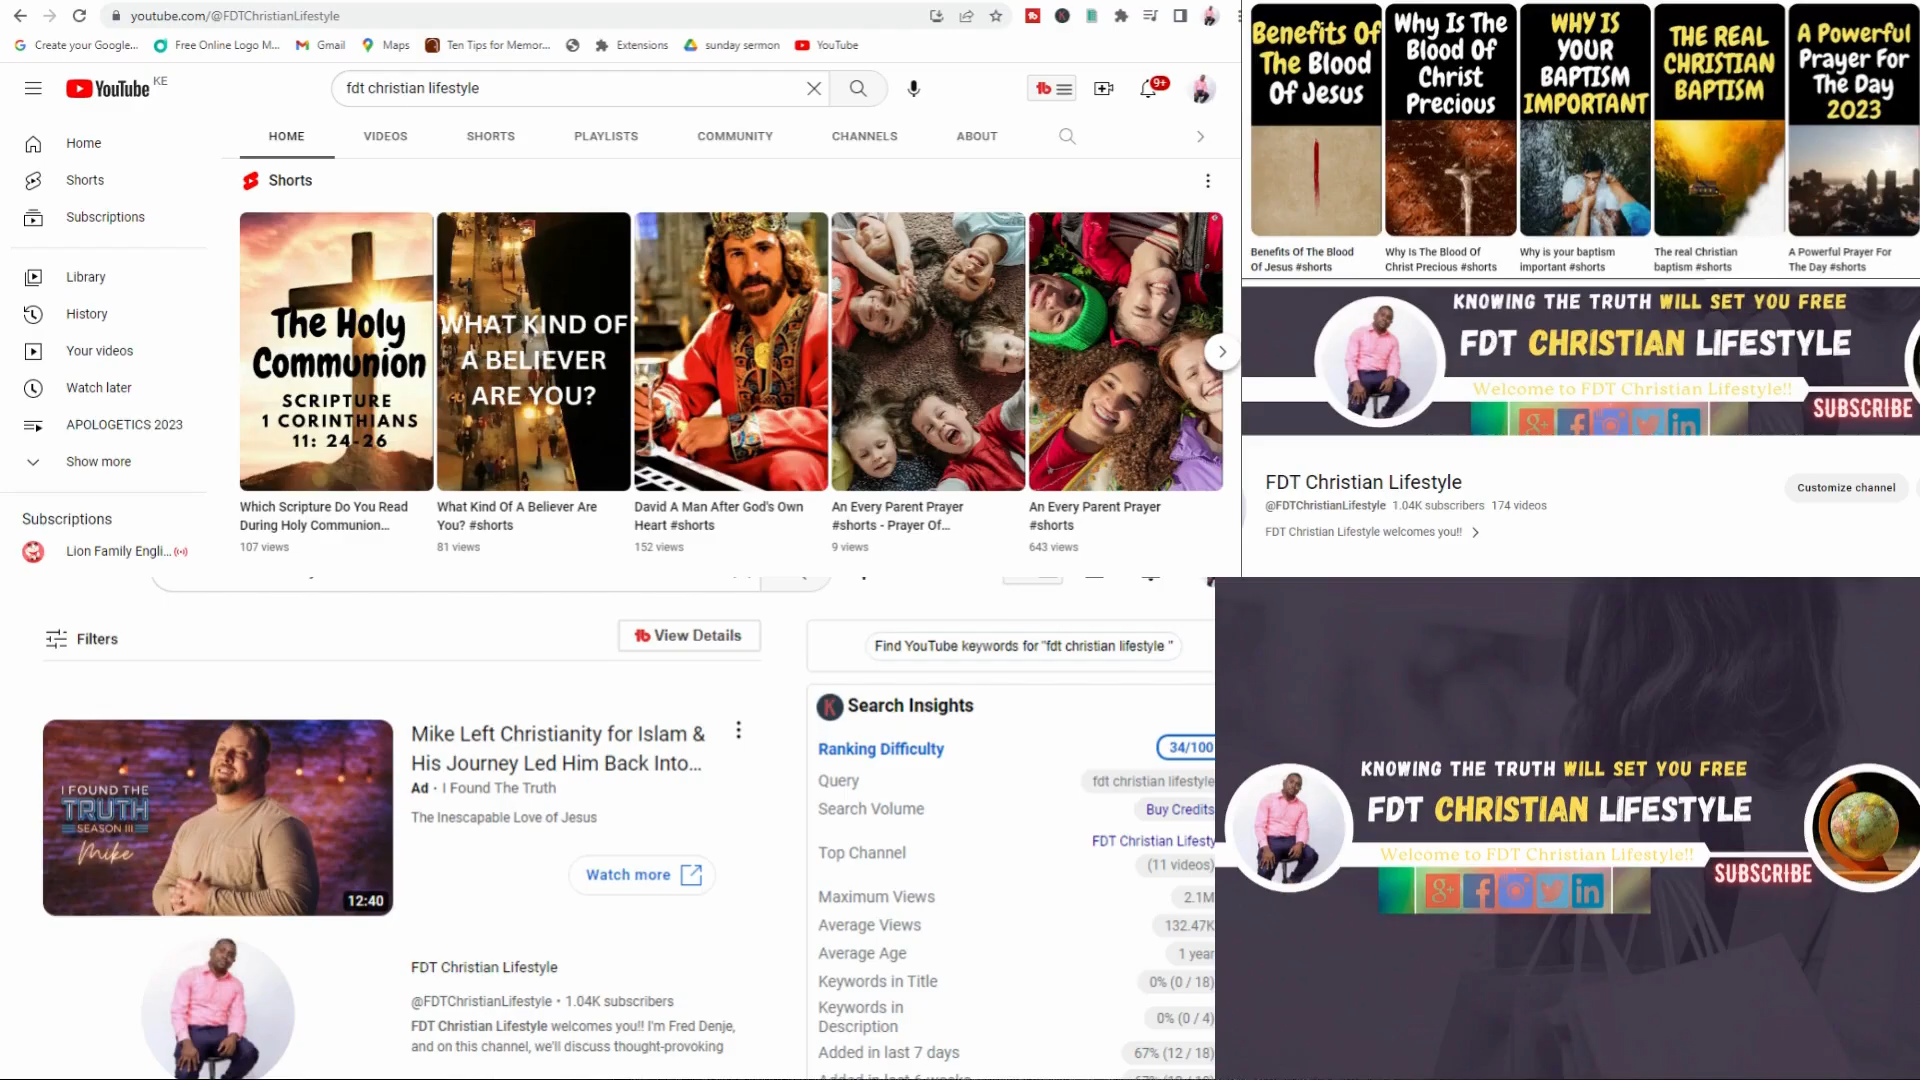 youtube.com/@FDTChristianLifestyle
Create your Google...
Free Online Logo M...
Gmail
Maps
Ten Tips for Memor...
Extensions
sunday sermon
YouTube
YouTube KE
fdt christian lifestyle
9+
HOME
VIDEOS
SHORTS
PLAYLISTS
COMMUNITY
CHANNELS
ABOUT
Home
Shorts
Subscriptions
Library
History
Your videos
Watch later
APOLOGETICS 2023
Show more
Subscriptions
Lion Family Engli...
Shorts
The Holy
Communion
SCRIPTURE
1 CORINTHIANS
11: 24-26
Which Scripture Do You Read
During Holy Communion...
107 views
WHAT KIND OF
A BELIEVER
ARE YOU?
What Kind Of A Believer Are
You? #shorts
81 views
David A Man After God's Own
Heart #shorts
152 views
An Every Parent Prayer
#shorts - Prayer Of...
9 views
An Every Parent Prayer
#shorts
643 views
Benefits Of
The Blood
Of Jesus
Benefits Of The Blood
Of Jesus #shorts
Why Is The
Blood Of
Christ
Precious
Why Is The Blood Of
Christ Precious #shorts
WHY IS
YOUR
BAPTISM
IMPORTANT
Why is your baptism
important #shorts
THE REAL
CHRISTIAN
BAPTISM
The real Christian
baptism #shorts
A Powerful
Prayer For
The Day
2023
A Powerful Prayer For
The Day #shorts
KNOWING THE TRUTH WILL SET YOU FREE
FDT CHRISTIAN LIFESTYLE
Welcome to FDT Christian Lifestyle!!
SUBSCRIBE
FDT Christian Lifestyle
@FDTChristianLifestyle 1.04K subscribers 174 videos
FDT Christian Lifestyle welcomes you!!
Customize channel
Filters
View Details
I FOUND THE
TRUTH
SEASON III
Mike
12:40
Mike Left Christianity for Islam &
His Journey Led Him Back Into...
Ad · I Found The Truth
The Inescapable Love of Jesus
Watch more
FDT Christian Lifestyle
@FDTChristianLifestyle • 1.04K subscribers
FDT Christian Lifestyle welcomes you!! I'm Fred Denje,
and on this channel, we'll discuss thought-provoking
Find YouTube keywords for "fdt christian lifestyle "
Search Insights
Ranking Difficulty 34/100
Query fdt christian lifestyle
Search Volume Buy Credits
Top Channel FDT Christian Lifesty
(11 videos)
Maximum Views 2.1M
Average Views 132.47K
Average Age 1 year
Keywords in Title 0% (0 / 18)
Keywords in
Description 0% (0 / 4)
Added in last 7 days 67% (12 / 18)
KNOWING THE TRUTH WILL SET YOU FREE
FDT CHRISTIAN LIFESTYLE
Welcome to FDT Christian Lifestyle!!
SUBSCRIBE